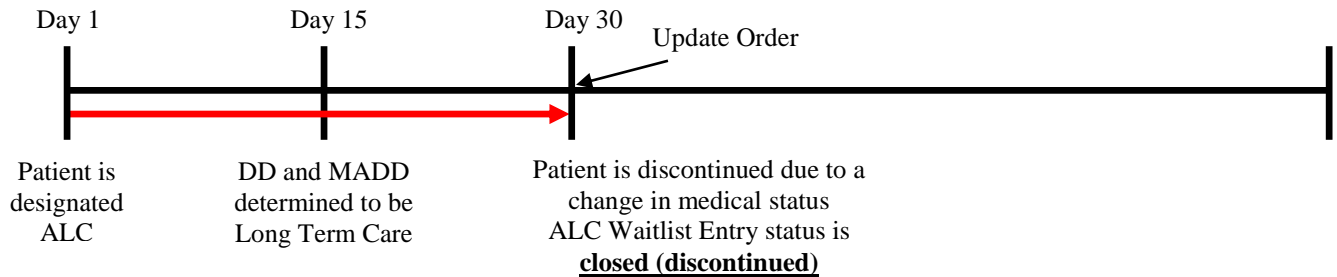 Day 1
Day 15
Day 30
Update Order
Patient is
designated
ALC
DD and MADD
determined to be
Long Term Care
Patient is discontinued due to a
change in medical status
ALC Waitlist Entry status is
closed (discontinued)